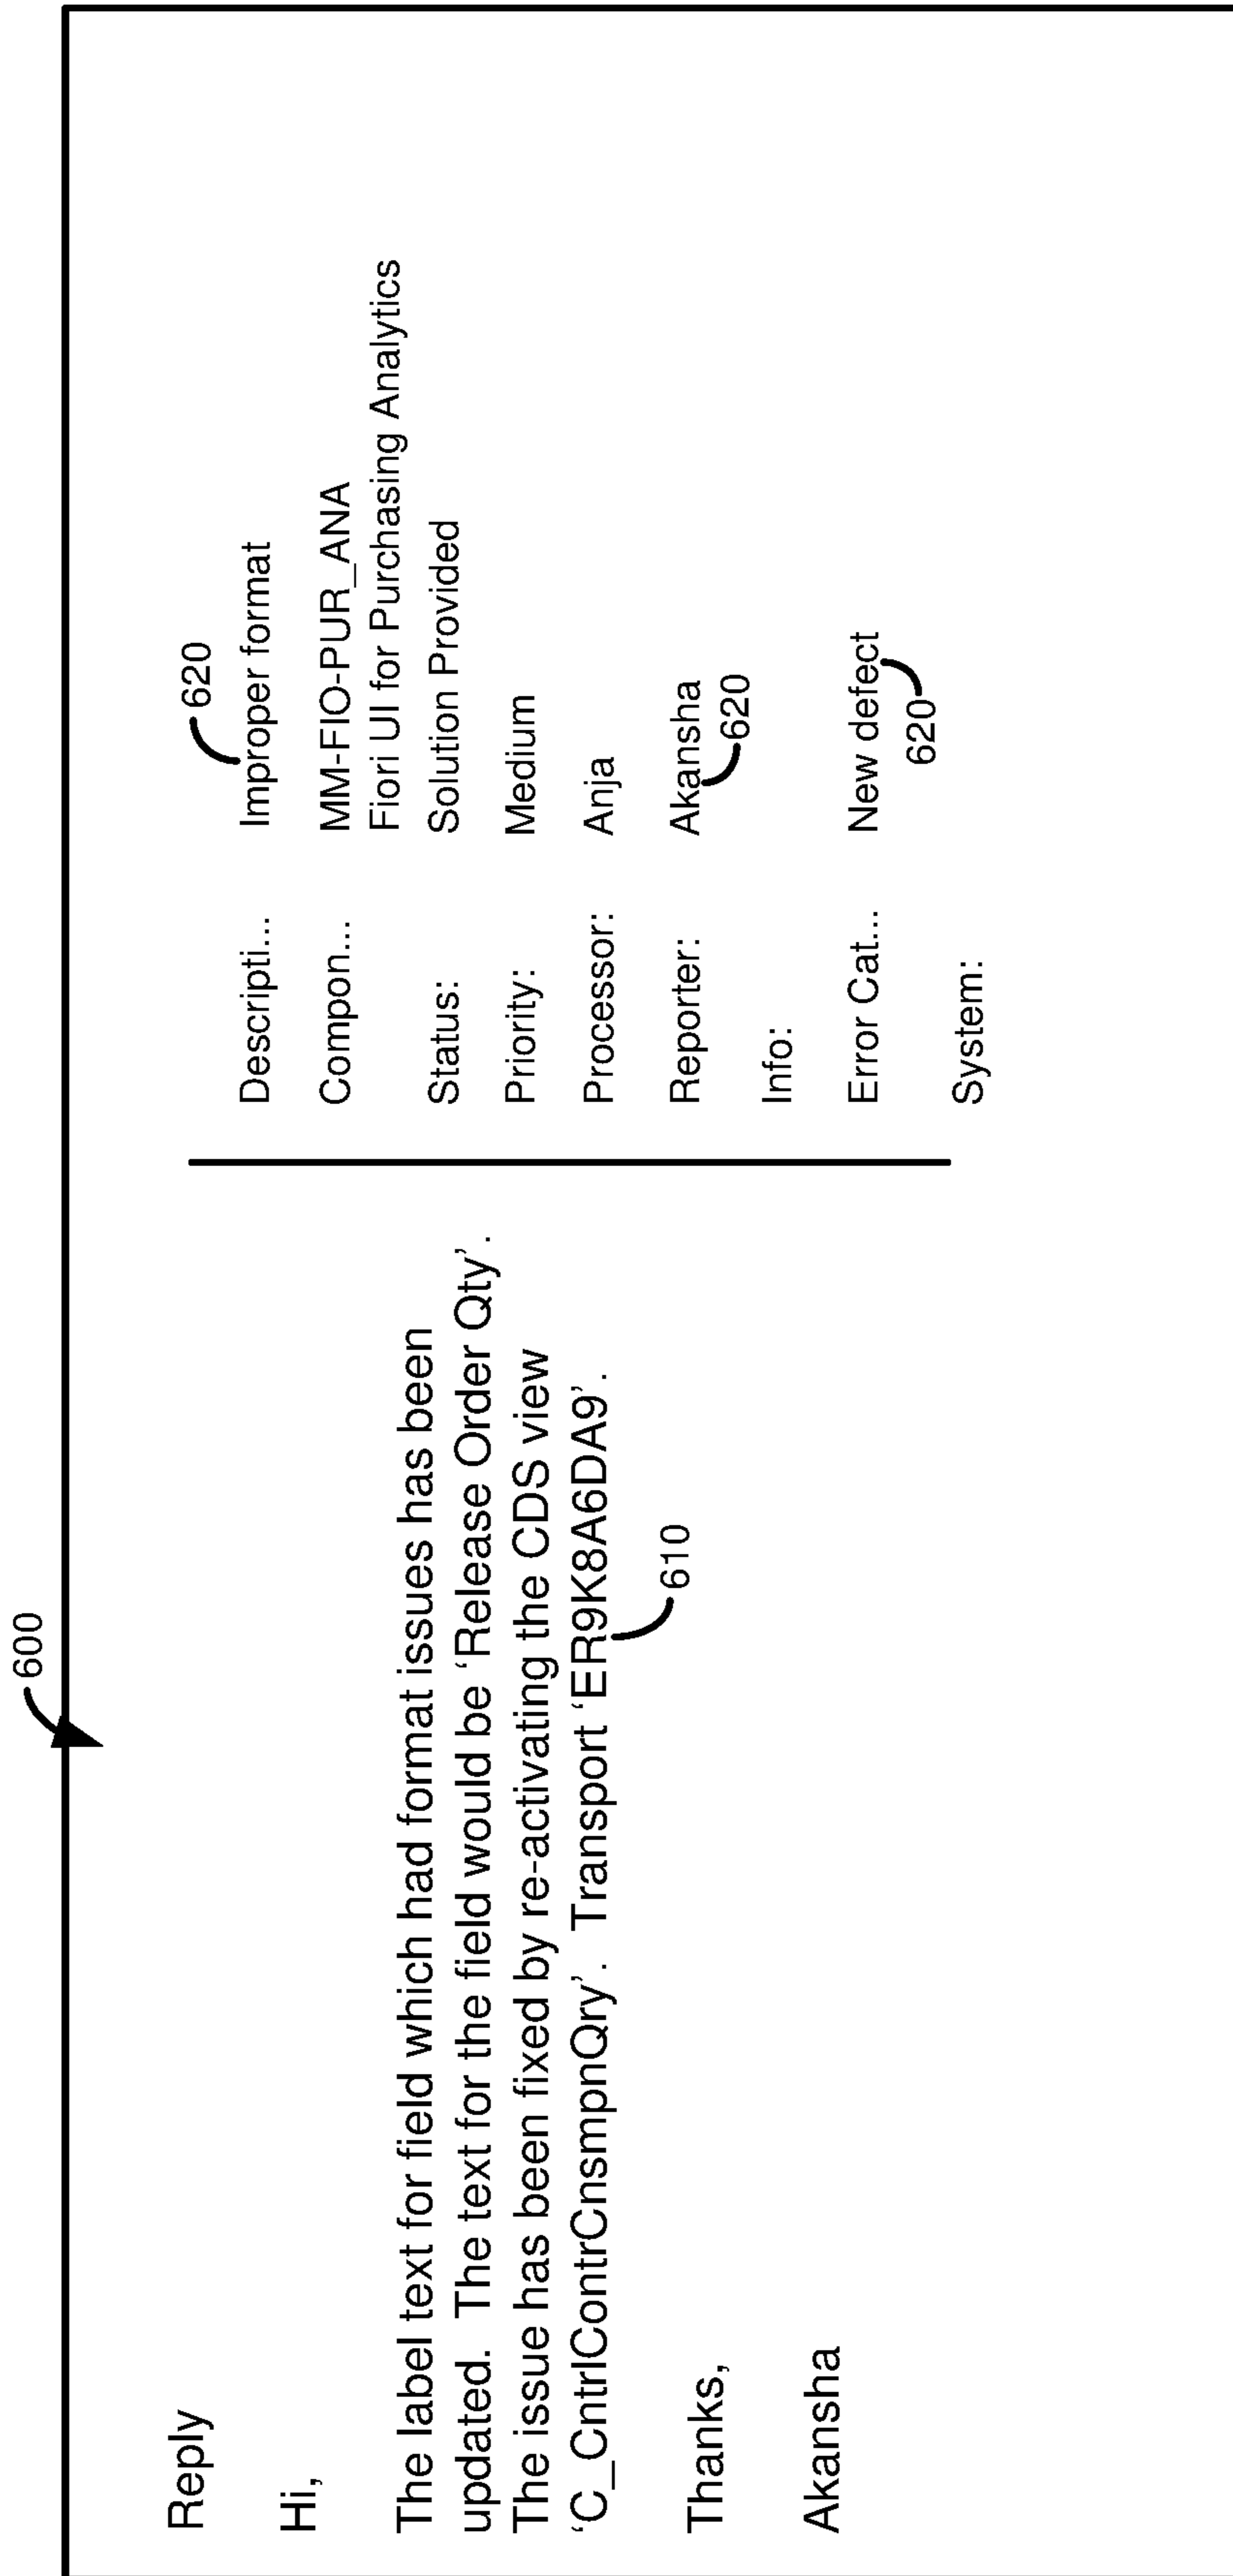 600
Reply
Hi,
The label text for field which had format issues has been
updated.  The text for the field would be ‘Release Order Qty’.
The issue has been fixed by re-activating the CDS view
‘C_CntrlContrCnsmpnQry’.  Transport ‘ER9K8A6DA9’.
610
Thanks,
Akansha
620
Descripti... Improper format
Compon... MM-FIO-PUR_ANA
Fiori UI for Purchasing Analytics
Status: Solution Provided
Priority: Medium
Processor: Anja
Reporter: Akansha
620
Info:
Error Cat... New defect
620
System: